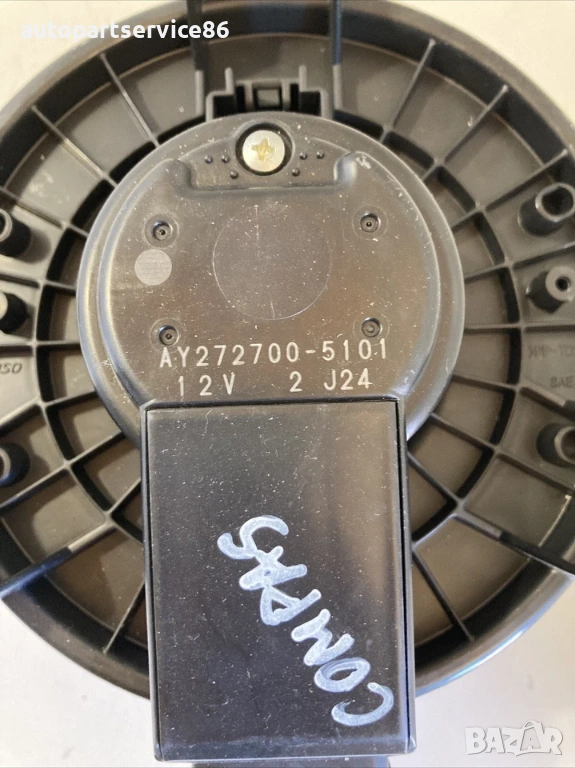 autopartservice86
AY272700-5101
12V 2 J24
COMPAS
BAZAR